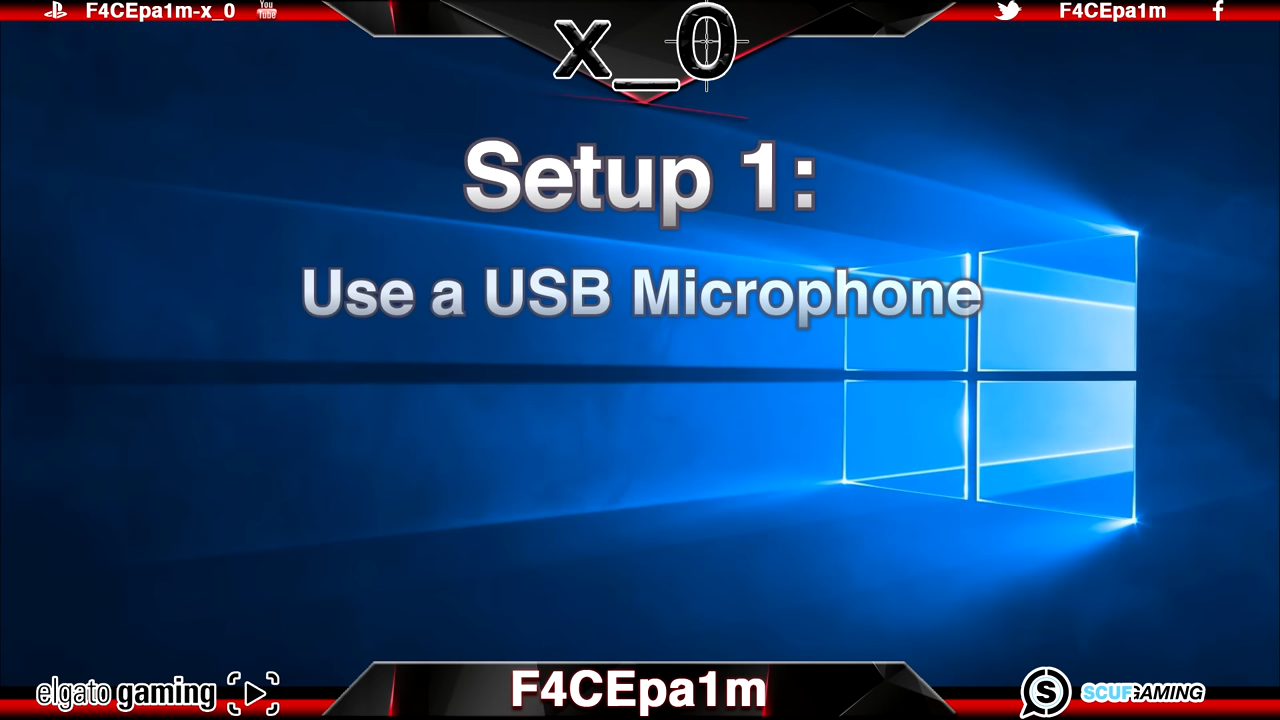 F4CEpa1m-x_0
You
Tube
F4CEpa1m
x_0
Setup 1:
Use a USB Microphone
elgato gaming
F4CEpa1m
S
SCUFGAMING